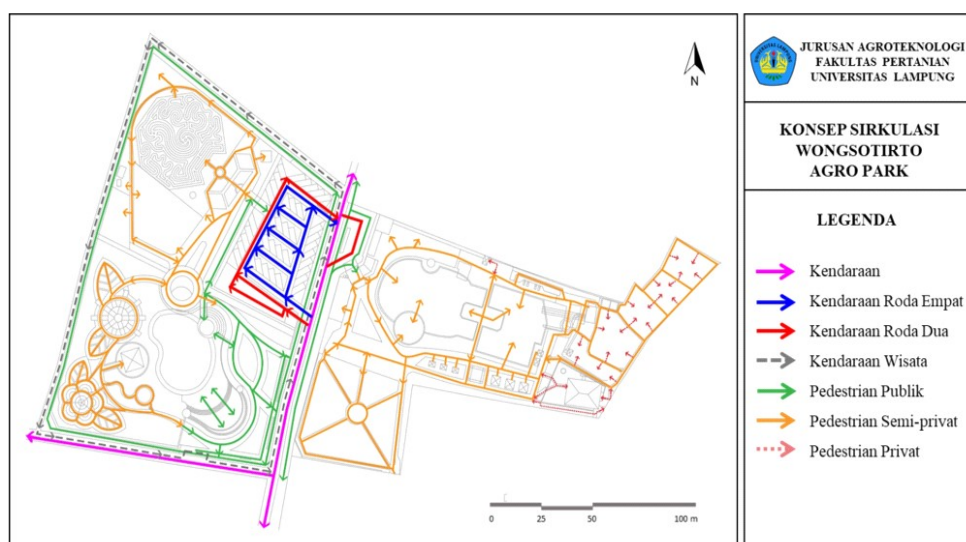 JURUSAN AGROTEKNOLOGI
FAKULTAS PERTANIAN
UNIVERSITAS LAMPUNG
KONSEP SIRKULASI
WONGSOTIRTO
AGRO PARK
LEGENDA
Kendaraan
Kendaraan Roda Empat
Kendaraan Roda Dua
Kendaraan Wisata
Pedestrian Publik
Pedestrian Semi-privat
Pedestrian Privat
N
0 25 50 100 m